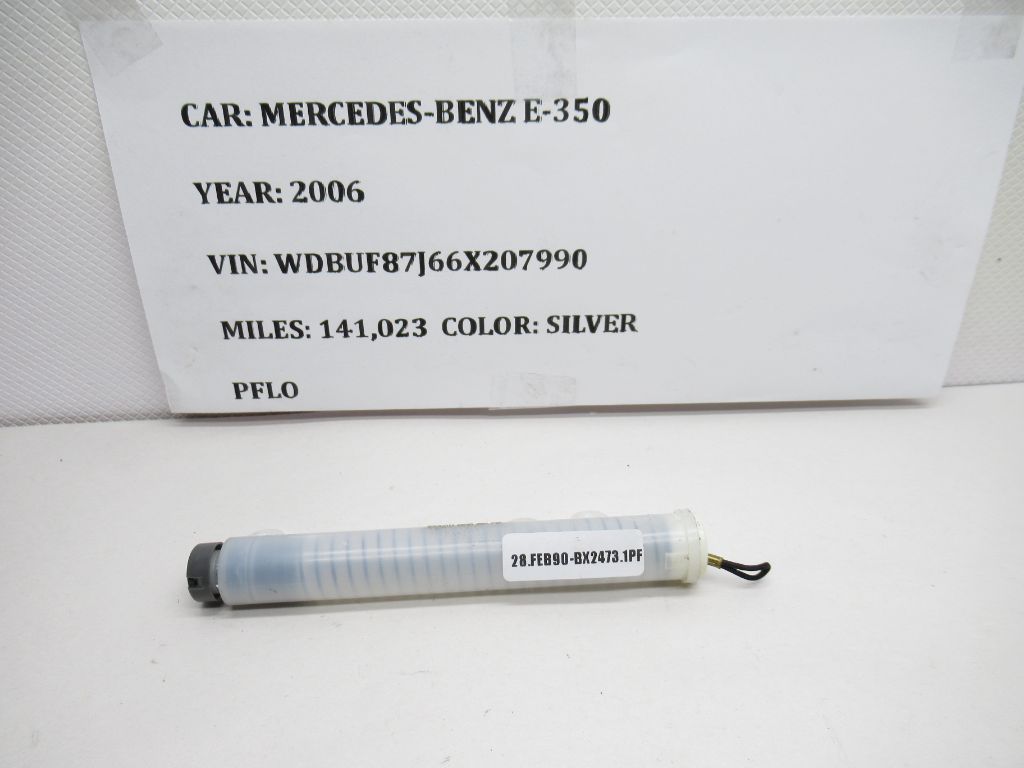 CAR: MERCEDES-BENZ E-350
YEAR: 2006
VIN: WDBUF87J66X207990
MILES: 141,023 COLOR: SILVER
PFLO
28.FEB90-BX2473.1PF